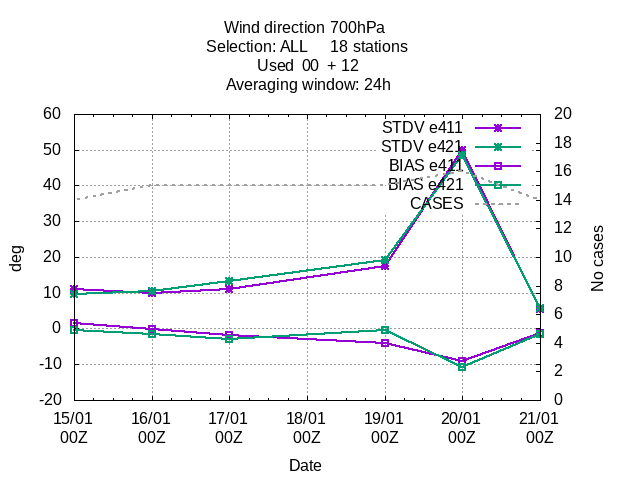 Wind direction 700hPa
Selection: ALL 18 stations
Used 00 + 12
Averaging window: 24h
60 20
STDV e411
50 18
STDV e421
BIAS e411
40 16
BIAS e421
30 14
CASES
20 12
10 10
0 8
-10 6
-20 4
2
0
deg
No cases
15/01 16/01 17/01 18/01 19/01 20/01 21/01
00Z 00Z 00Z 00Z 00Z 00Z 00Z
Date